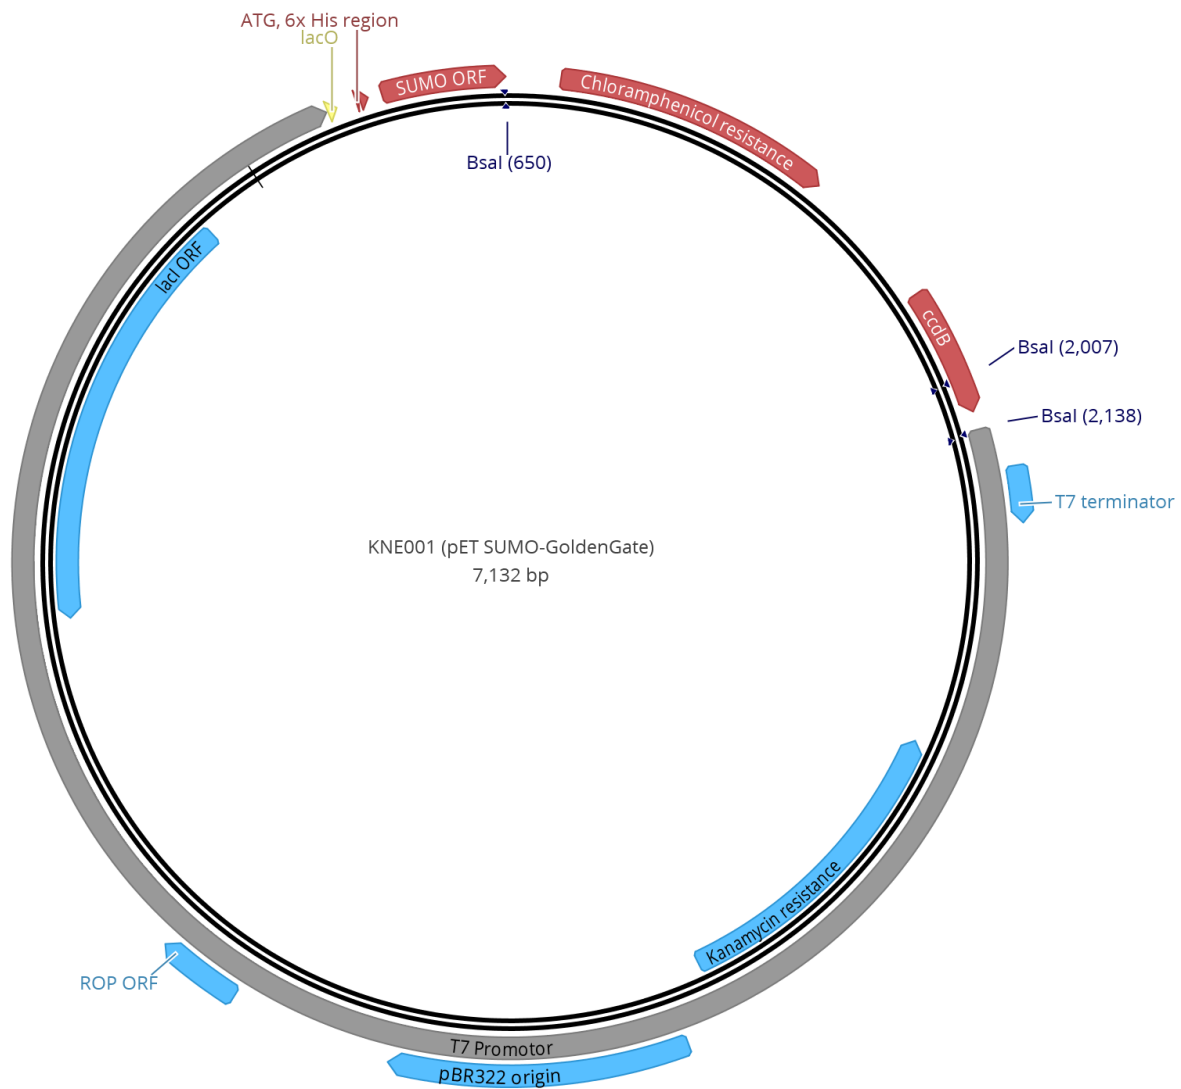 ATG, 6x His region
lacO
SUMO ORF
Chloramphenicol resistance
BsaI (650)
lacI ORF
ccdB
BsaI (2,007)
BsaI (2,138)
T7 terminator
KNE001 (pET SUMO-GoldenGate)
7,132 bp
Kanamycin resistance
ROP ORF
T7 Promotor
pBR322 origin